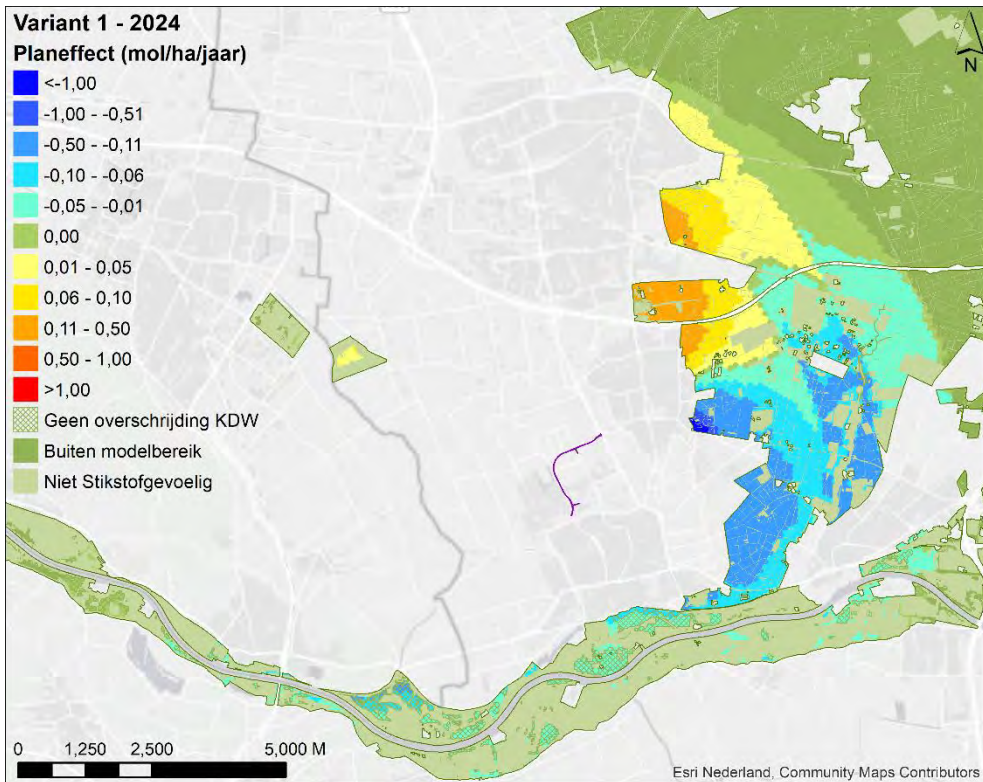 Variant 1 - 2024
Planeffect (mol/ha/jaar)
<-1,00
-1,00 - -0,51
-0,50 - -0,11
-0,10 - -0,06
-0,05 - -0,01
0,00
0,01 - 0,05
0,06 - 0,10
0,11 - 0,50
0,50 - 1,00
>1,00
Geen overschrijding KDW
Buiten modelbereik
Niet Stikstofgevoelig
N
0 1,250 2,500 5,000 M
Esri Nederland, Community Maps Contributors